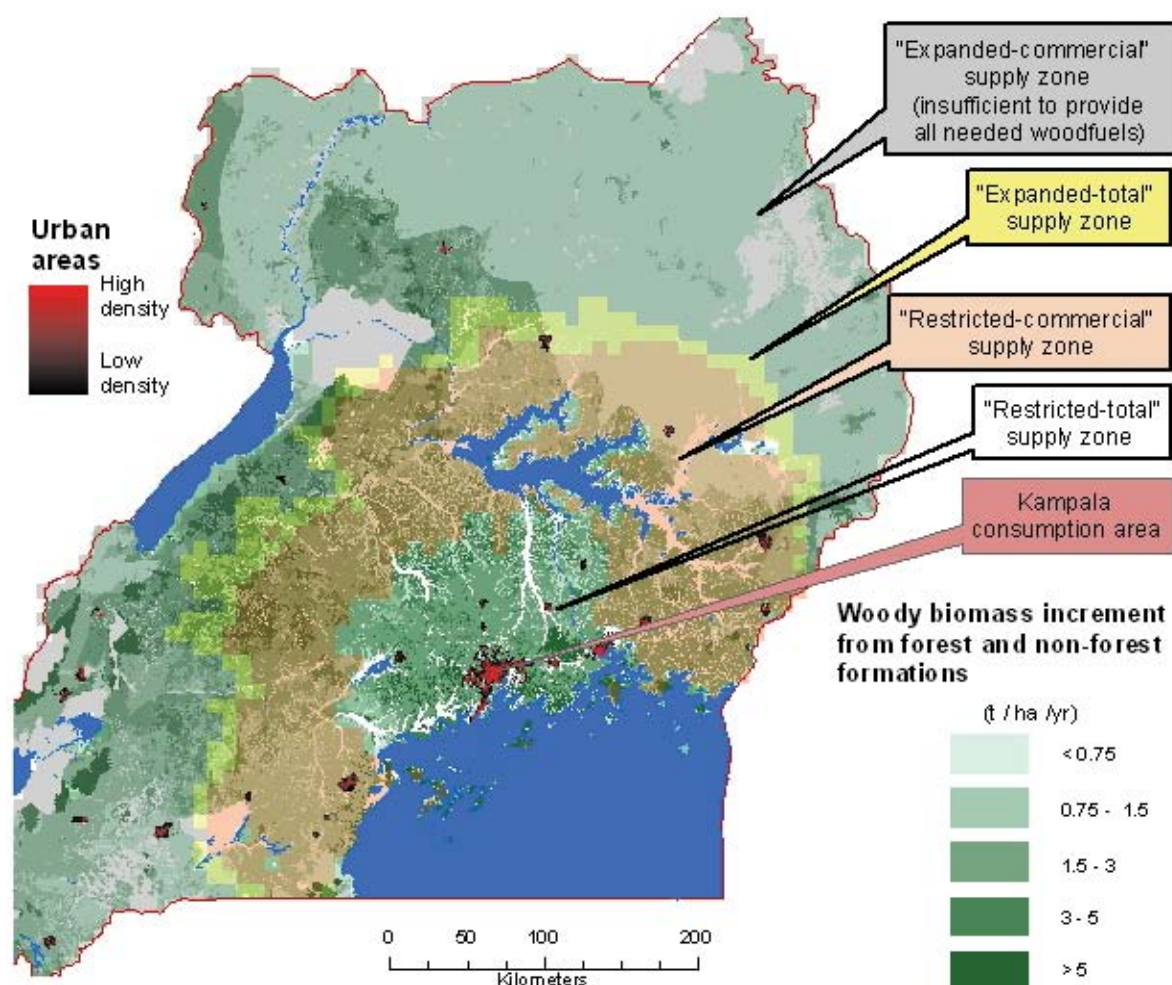 "Expanded-commercial"
supply zone
(insufficient to provide
all needed woodfuels)
"Expanded-total"
supply zone
"Restricted-commercial"
supply zone
"Restricted-total"
supply zone
Kampala
consumption area
Urban
areas
High
density
Low
density
Woody biomass increment
from forest and non-forest
formations
(t / ha /yr)
<0.75
0.75 - 1.5
1.5 - 3
3 - 5
>5
0 50 100 200
Kilometers